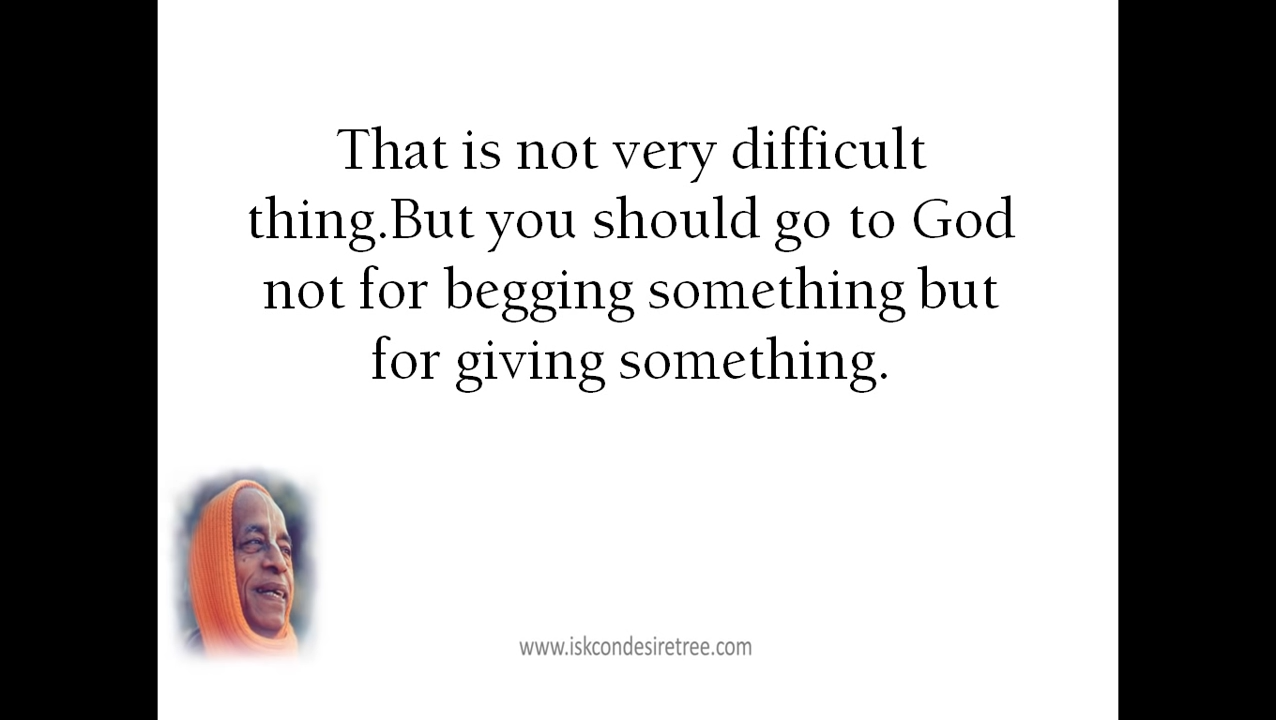 That is not very difficult
thing.But you should go to God
not for begging something but
for giving something.
www.iskcondesiretree.com